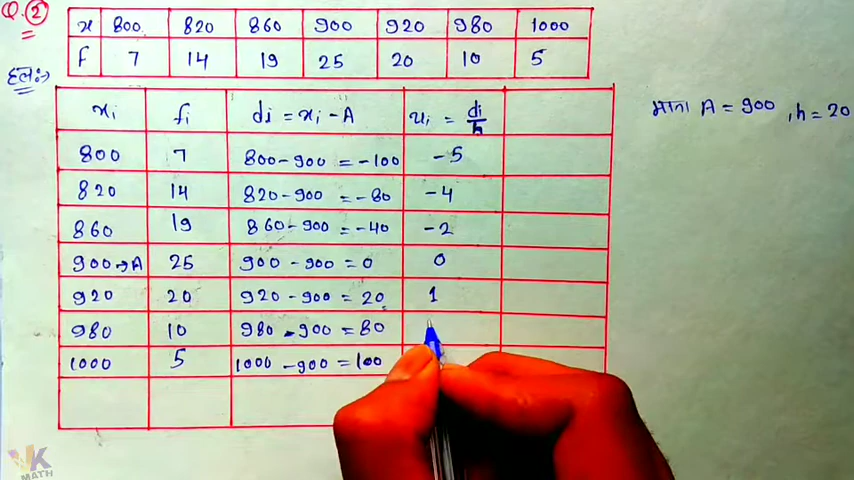 Q. 2
x 800 820 860 900 920 980 1000
f 7 14 19 25 20 10 5
हल:→
माना A = 900 , h = 20
xi fi di = xi - A ui = di/h
800 7 800-900 = -100 -5
820 14 820-900 = -80 -4
860 19 860-900 = -40 -2
900→A 25 900-900 = 0 0
920 20 920-900 = 20 1
980 10 980-900 = 80
1000 5 1000-900 = 100
VK
MATH